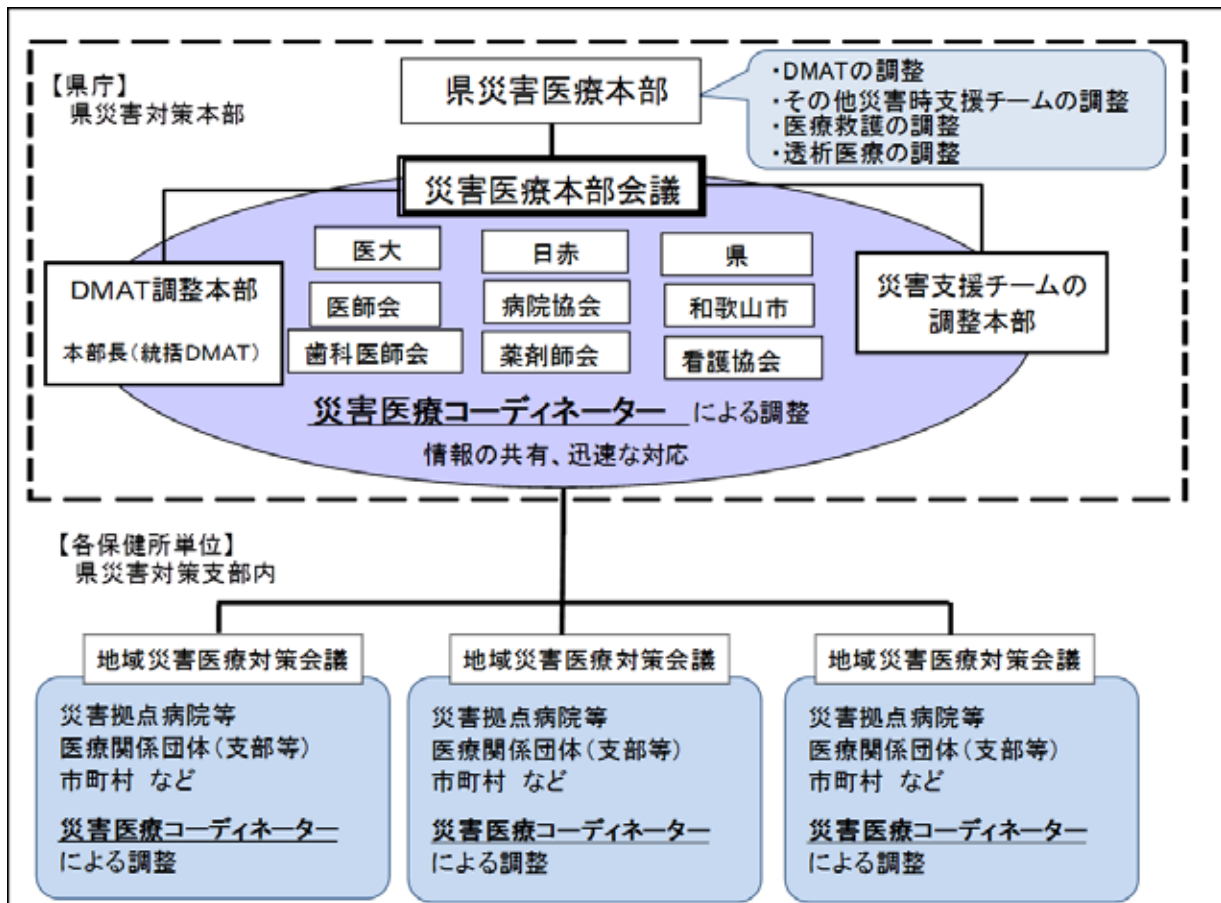 【県庁】
県災害対策本部
県災害医療本部
・DMATの調整
・その他災害時支援チームの調整
・医療救護の調整
・透析医療の調整
災害医療本部会議
DMAT調整本部
本部長（統括DMAT）
医大
日赤
県
医師会
病院協会
和歌山市
歯科医師会
薬剤師会
看護協会
災害支援チームの
調整本部
災害医療コーディネーター による調整
情報の共有、迅速な対応
【各保健所単位】
県災害対策支部内
地域災害医療対策会議
災害拠点病院等
医療関係団体（支部等）
市町村 など
災害医療コーディネーター
による調整
地域災害医療対策会議
災害拠点病院等
医療関係団体（支部等）
市町村 など
災害医療コーディネーター
による調整
地域災害医療対策会議
災害拠点病院等
医療関係団体（支部等）
市町村 など
災害医療コーディネーター
による調整